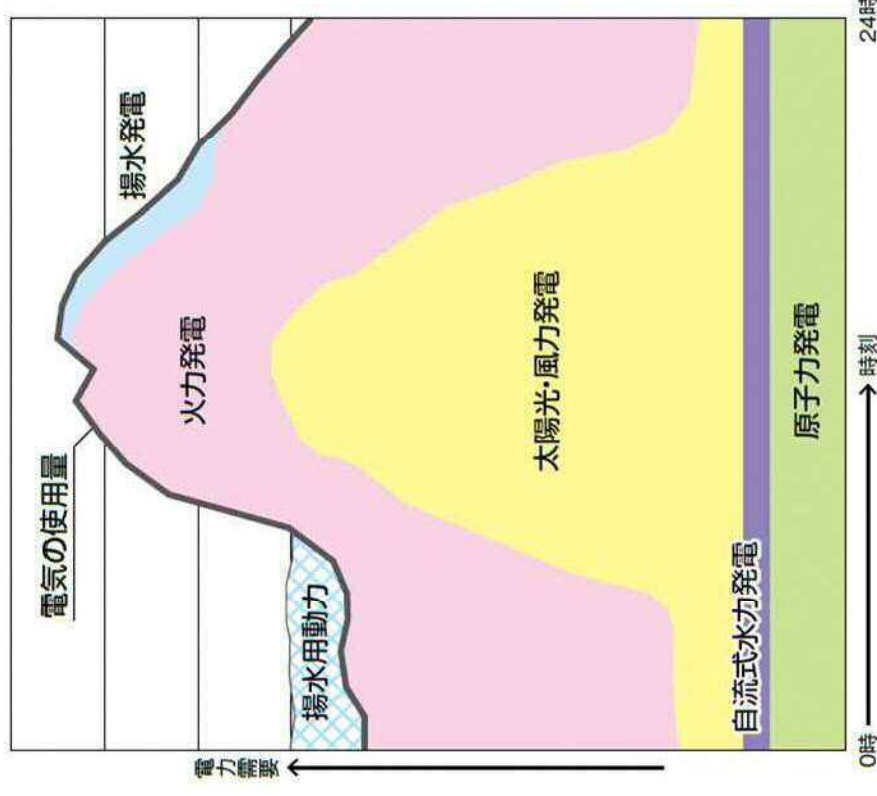 電気の使用量
揚水発電
火力発電
揚水用動力
太陽光・風力発電
自流式水力発電
原子力発電
電力需要
0時
時刻
24時